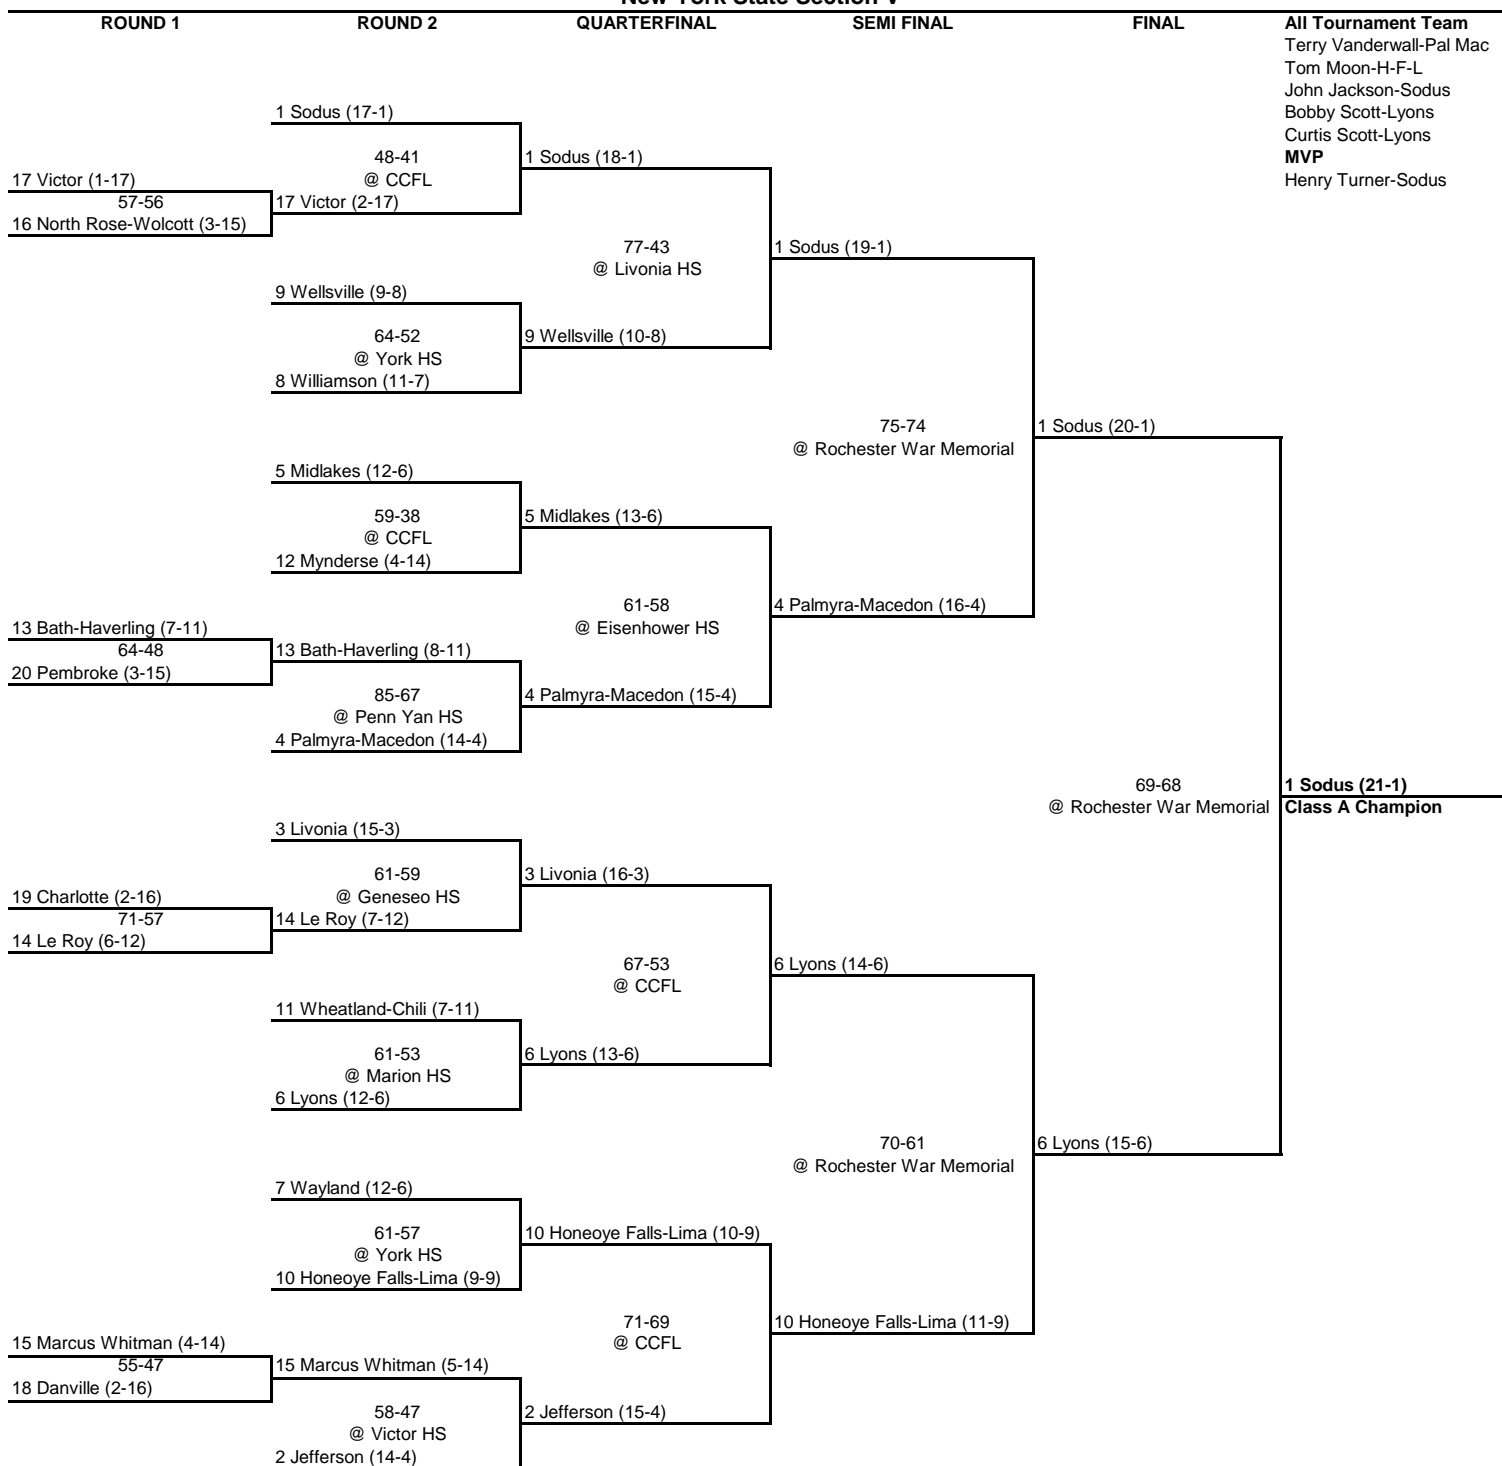 New York State Section V
ROUND 1 ROUND 2 QUARTERFINAL SEMI FINAL FINAL All Tournament Team
Terry Vanderwall-Pal Mac
Tom Moon-H-F-L
John Jackson-Sodus
1 Sodus (17-1) Bobby Scott-Lyons
Curtis Scott-Lyons
48-41 1 Sodus (18-1) MVP
17 Victor (1-17) @ CCFL Henry Turner-Sodus
57-56 17 Victor (2-17)
16 North Rose-Wolcott (3-15)
77-43 1 Sodus (19-1)
@ Livonia HS
9 Wellsville (9-8)
64-52 9 Wellsville (10-8)
@ York HS
8 Williamson (11-7)
75-74 1 Sodus (20-1)
@ Rochester War Memorial
5 Midlakes (12-6)
59-38 5 Midlakes (13-6)
@ CCFL
12 Mynderse (4-14)
61-58 4 Palmyra-Macedon (16-4)
13 Bath-Haverling (7-11) @ Eisenhower HS
64-48 13 Bath-Haverling (8-11)
20 Pembroke (3-15)
85-67 4 Palmyra-Macedon (15-4)
@ Penn Yan HS
4 Palmyra-Macedon (14-4)
69-68 1 Sodus (21-1)
@ Rochester War Memorial Class A Champion
3 Livonia (15-3)
61-59 3 Livonia (16-3)
19 Charlotte (2-16) @ Geneseo HS
71-57 14 Le Roy (7-12)
14 Le Roy (6-12)
67-53 6 Lyons (14-6)
@ CCFL
11 Wheatland-Chili (7-11)
61-53 6 Lyons (13-6)
@ Marion HS
6 Lyons (12-6)
70-61 6 Lyons (15-6)
@ Rochester War Memorial
7 Wayland (12-6)
61-57 10 Honeoye Falls-Lima (10-9)
@ York HS
10 Honeoye Falls-Lima (9-9)
71-69 10 Honeoye Falls-Lima (11-9)
15 Marcus Whitman (4-14) @ CCFL
55-47 15 Marcus Whitman (5-14)
18 Danville (2-16)
58-47 2 Jefferson (15-4)
@ Victor HS
2 Jefferson (14-4)